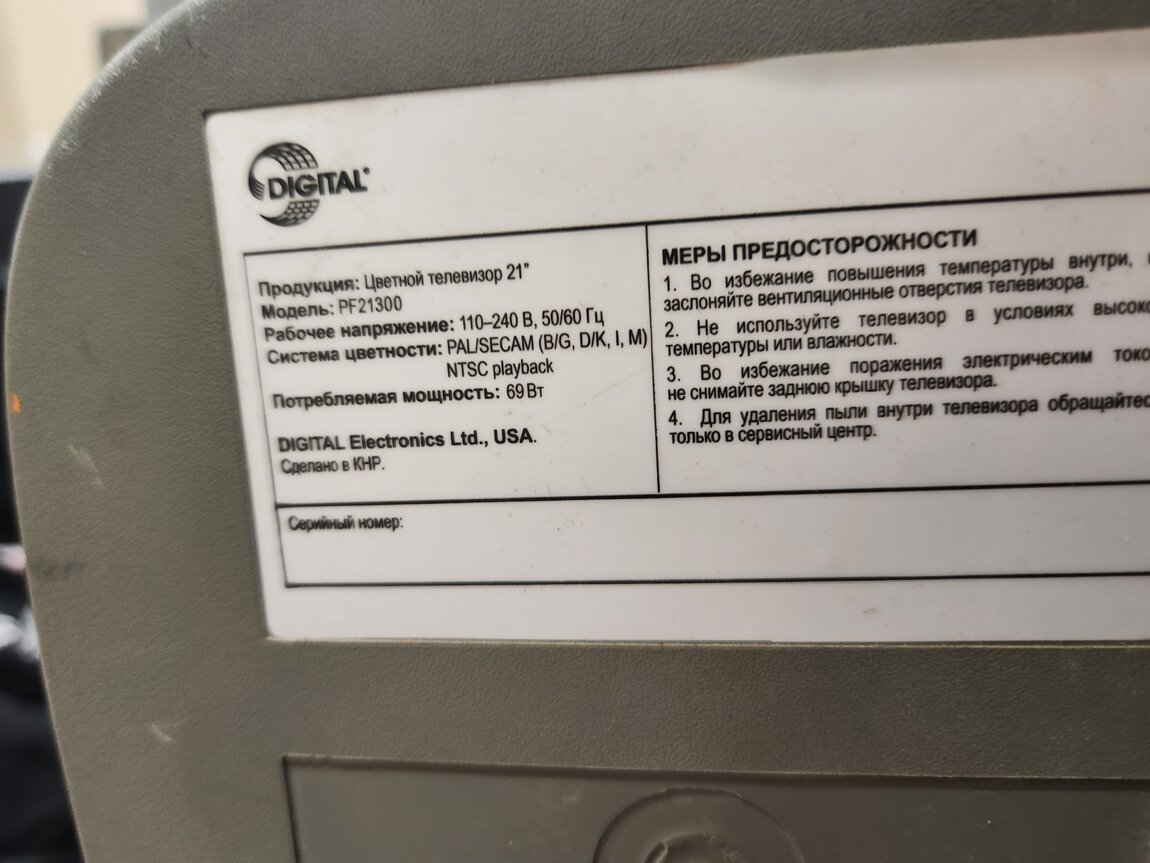 DIGITAL
Продукция: Цветной телевизор 21"
Модель: PF21300
Рабочее напряжение: 110–240 В, 50/60 Гц
Система цветности: PAL/SECAM (B/G, D/K, I, M)
NTSC playback
Потребляемая мощность: 69 Вт
DIGITAL Electronics Ltd., USA.
Сделано в КНР.
МЕРЫ ПРЕДОСТОРОЖНОСТИ
1. Во избежание повышения температуры внутри,
заслоняйте вентиляционные отверстия телевизора.
2. Не используйте телевизор в условиях высоко
температуры или влажности.
3. Во избежание поражения электрическим токо
не снимайте заднюю крышку телевизора.
4. Для удаления пыли внутри телевизора обращайтес
только в сервисный центр.
Серийный номер: